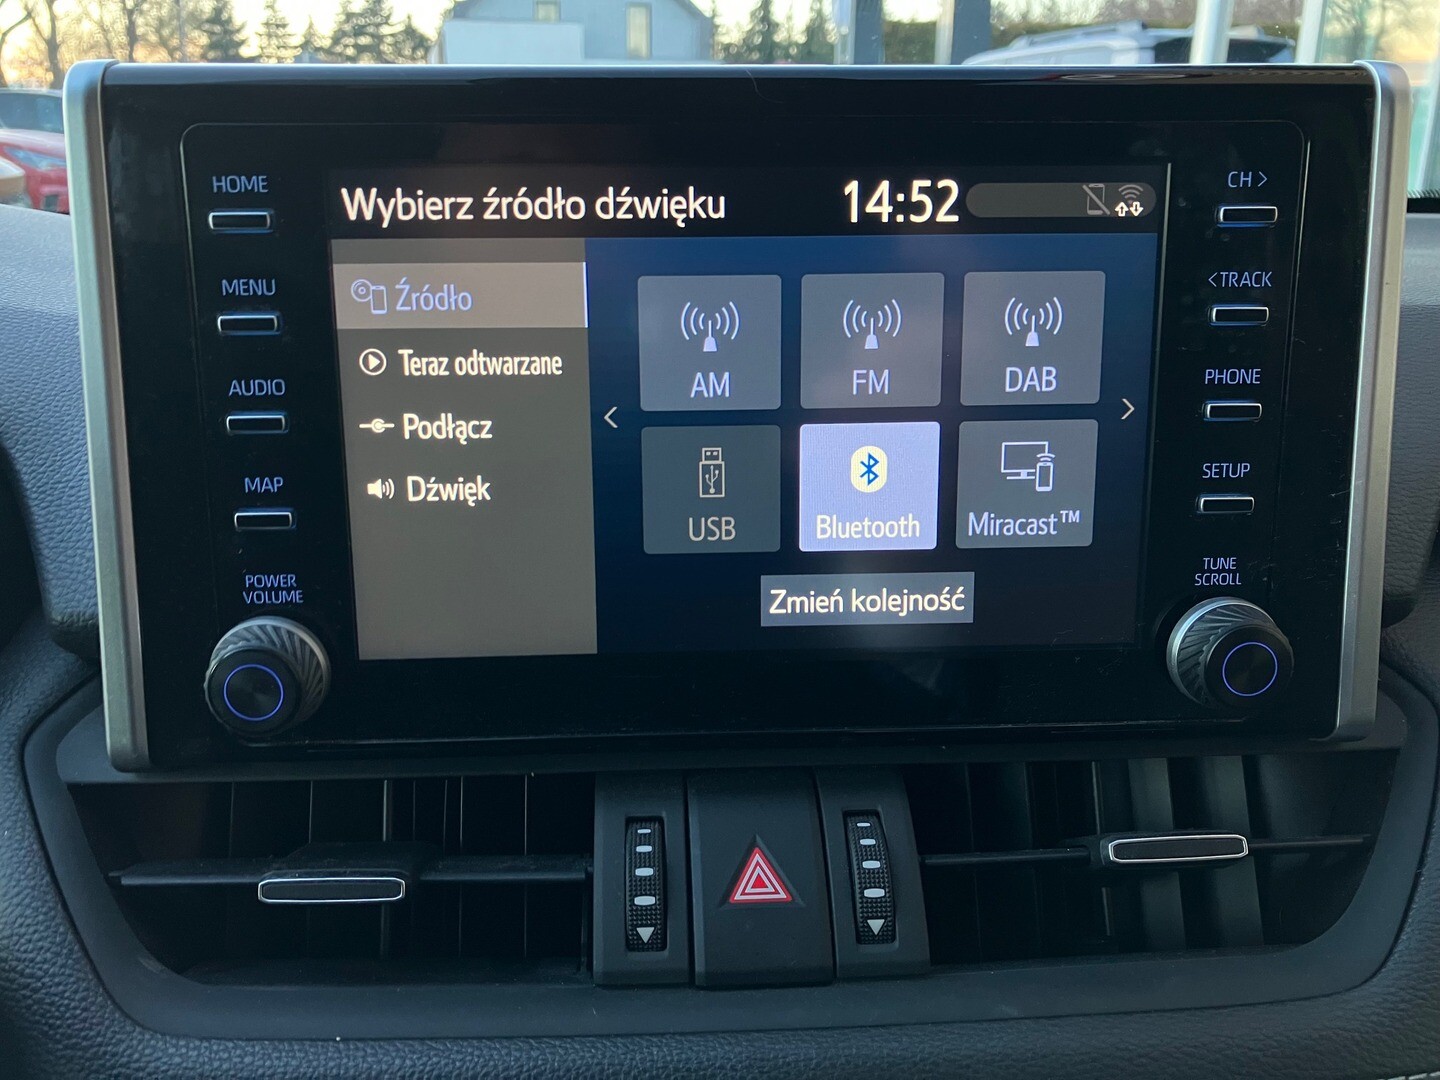 HOME
MENU
AUDIO
MAP
POWER
VOLUME
Wybierz źródło dźwięku
14:52
Źródło
Teraz odtwarzane
Podłącz
Dźwięk
AM
FM
DAB
USB
Bluetooth
Miracast™
Zmień kolejność
CH >
< TRACK
PHONE
SETUP
TUNE
SCROLL